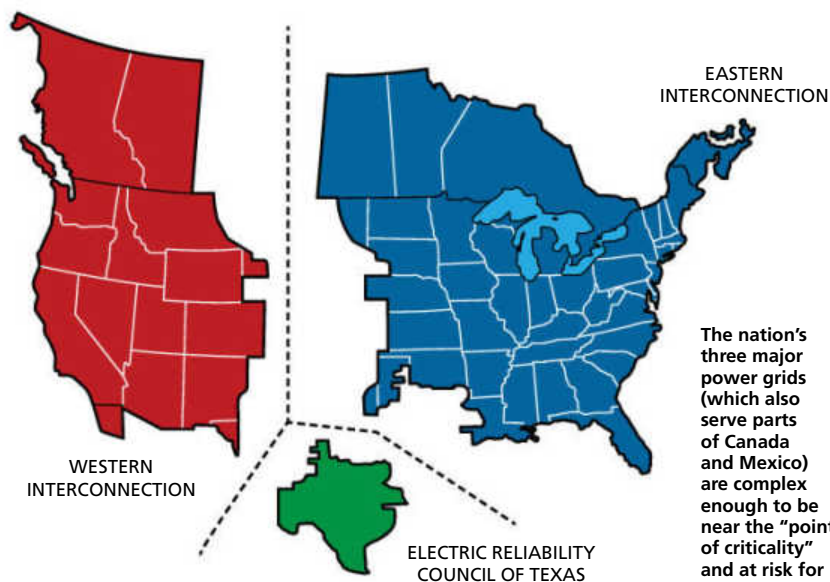 EASTERN
INTERCONNECTION
The nation's
three major
power grids
(which also
serve parts
of Canada
and Mexico)
are complex
enough to be
near the "point
of criticality"
and at risk for
WESTERN
INTERCONNECTION
ELECTRIC RELIABILITY
COUNCIL OF TEXAS